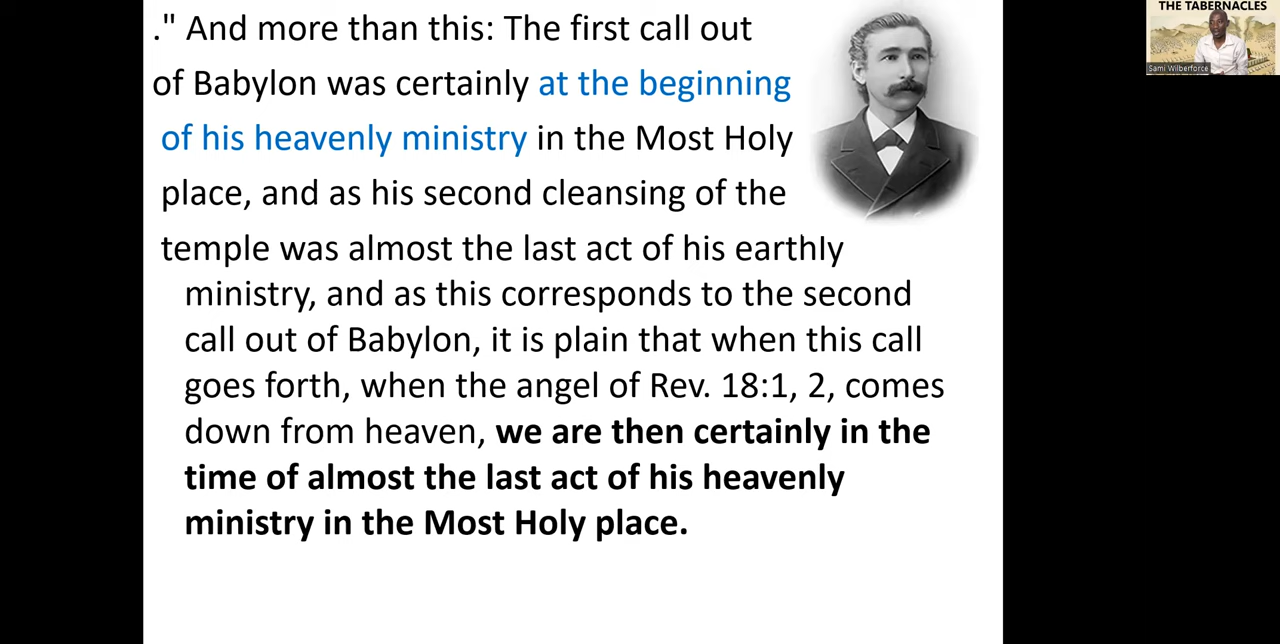 ." And more than this: The first call out
of Babylon was certainly at the beginning
of his heavenly ministry in the Most Holy
place, and as his second cleansing of the
temple was almost the last act of his earthly
ministry, and as this corresponds to the second
call out of Babylon, it is plain that when this call
goes forth, when the angel of Rev. 18:1, 2, comes
down from heaven, we are then certainly in the
time of almost the last act of his heavenly
ministry in the Most Holy place.
THE TABERNACLES
Sami Wilberforce